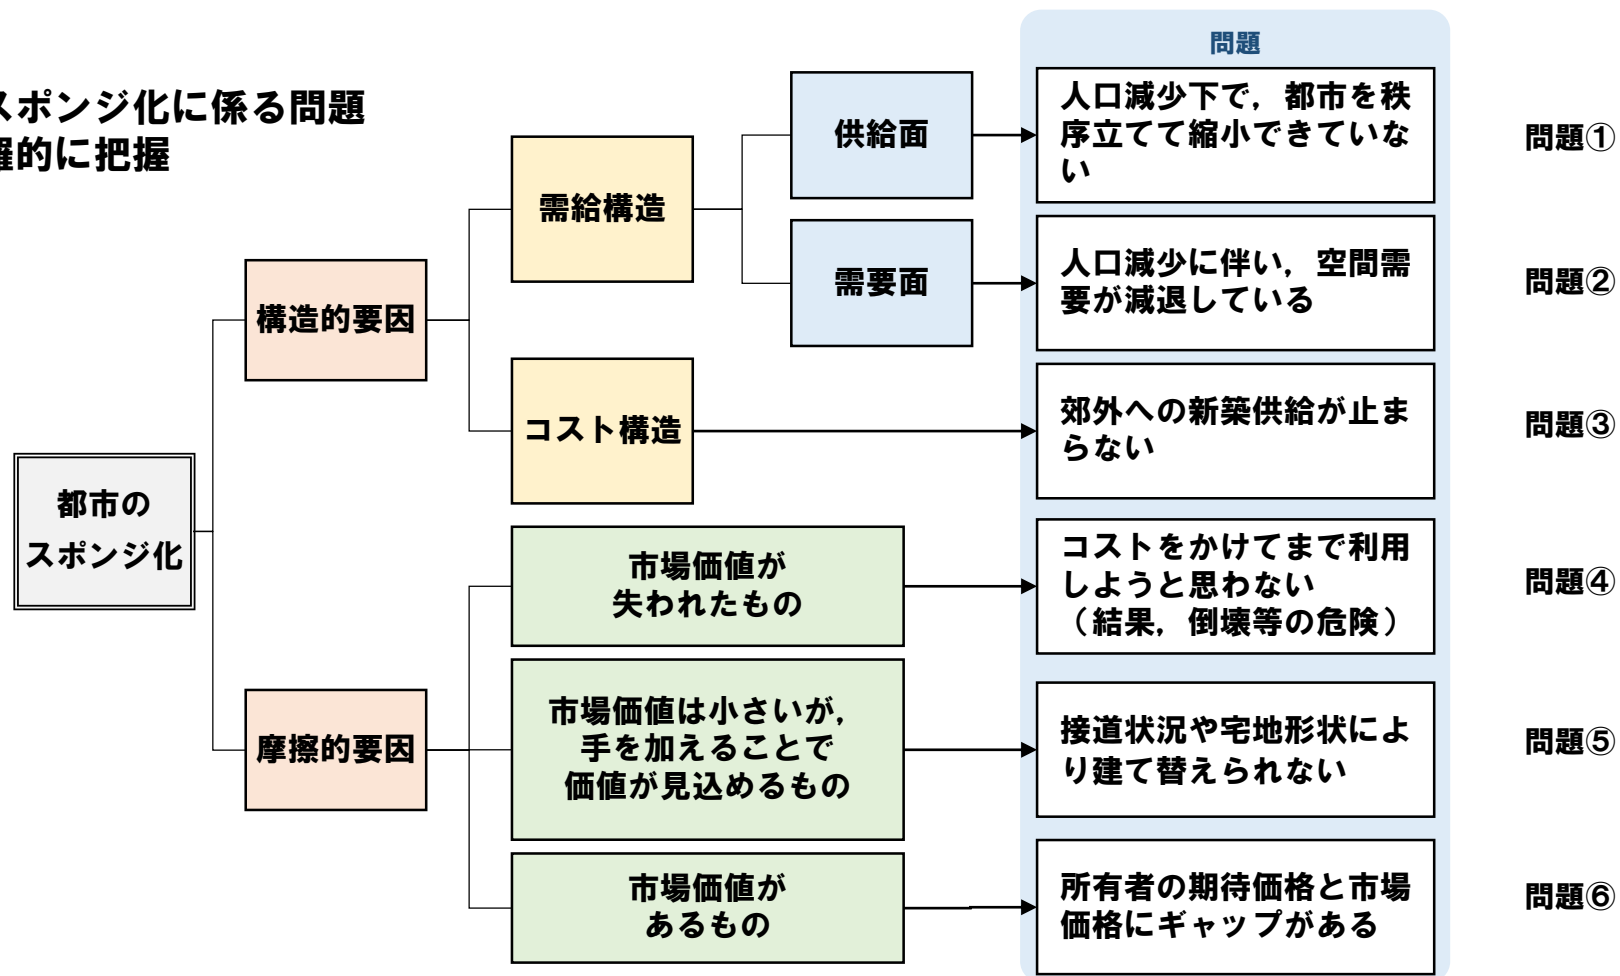 スポンジ化に係る問題
羅的に把握
問題
供給面
人口減少下で，都市を秩
序立てて縮小できていな
い
問題①
需給構造
需要面
人口減少に伴い，空間需
要が減退している
問題②
構造的要因
コスト構造
郊外への新築供給が止ま
らない
問題③
都市の
スポンジ化
市場価値が
失われたもの
コストをかけてまで利用
しようと思わない
（結果，倒壊等の危険）
問題④
摩擦的要因
市場価値は小さいが，
手を加えることで
価値が見込めるもの
接道状況や宅地形状によ
り建て替えられない
問題⑤
市場価値が
あるもの
所有者の期待価格と市場
価格にギャップがある
問題⑥